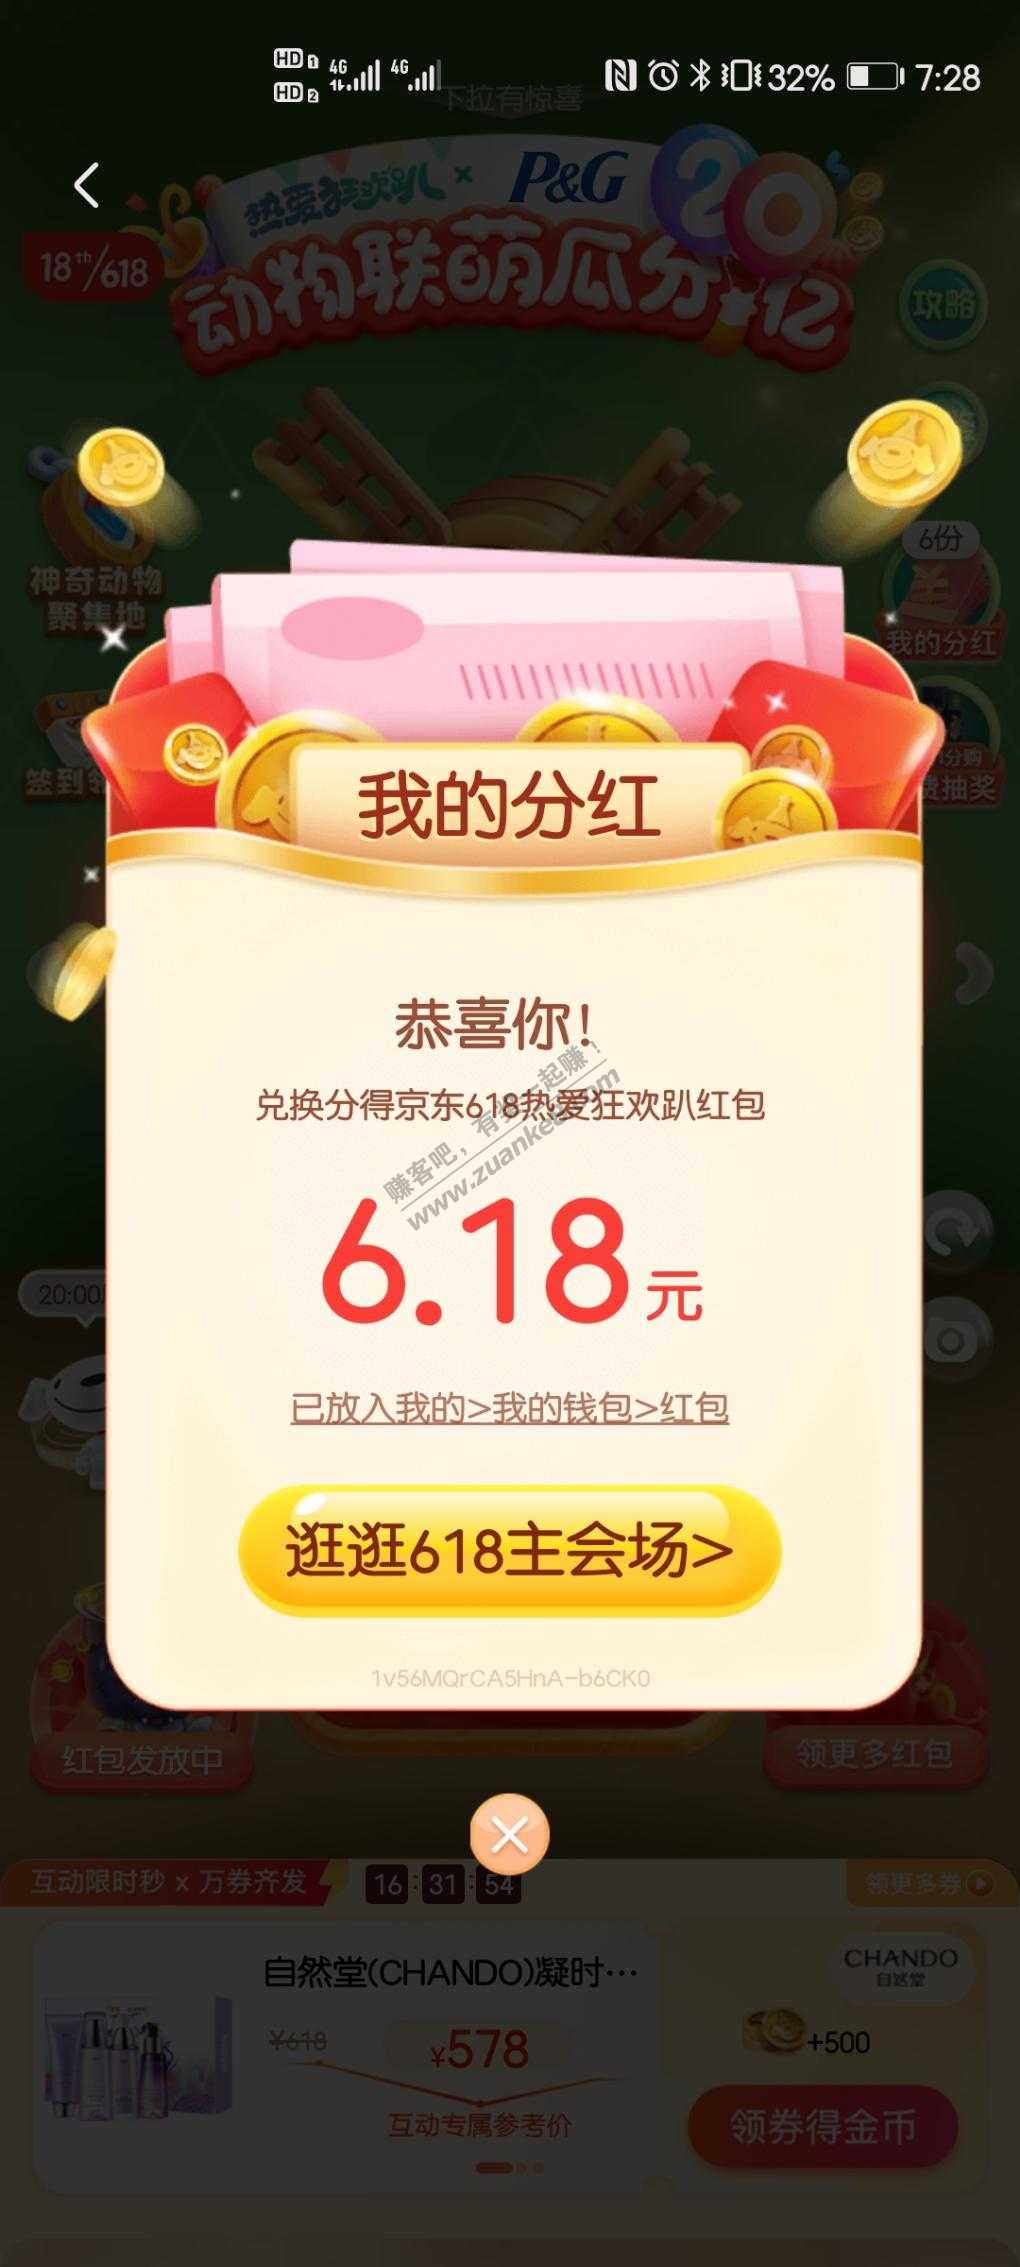 HD 1 4G 4G 32% 7:28
HD 2
下拉有惊喜
热爱狂欢趴 × P&G
20
18th/618
动物联萌瓜分
12
攻略
6份
神奇动物
聚集地
我的分红
签到
1分购
费抽奖
我的分红
恭喜你!
兑换分得京东618热爱狂欢趴红包
赚客吧，有我一起赚！
www.zuanke8.com
6.18元
20:00
已放入我的>我的钱包>红包
逛逛618主会场>
1v56MQrCA5HnA-b6CK0
红包发放中
领更多红包
互动限时秒 x 万券齐发 16:31:54 领更多券
自然堂(CHANDO)凝时…
CHANDO
自然堂
¥618 ¥578
+500
互动专属参考价
领券得金币